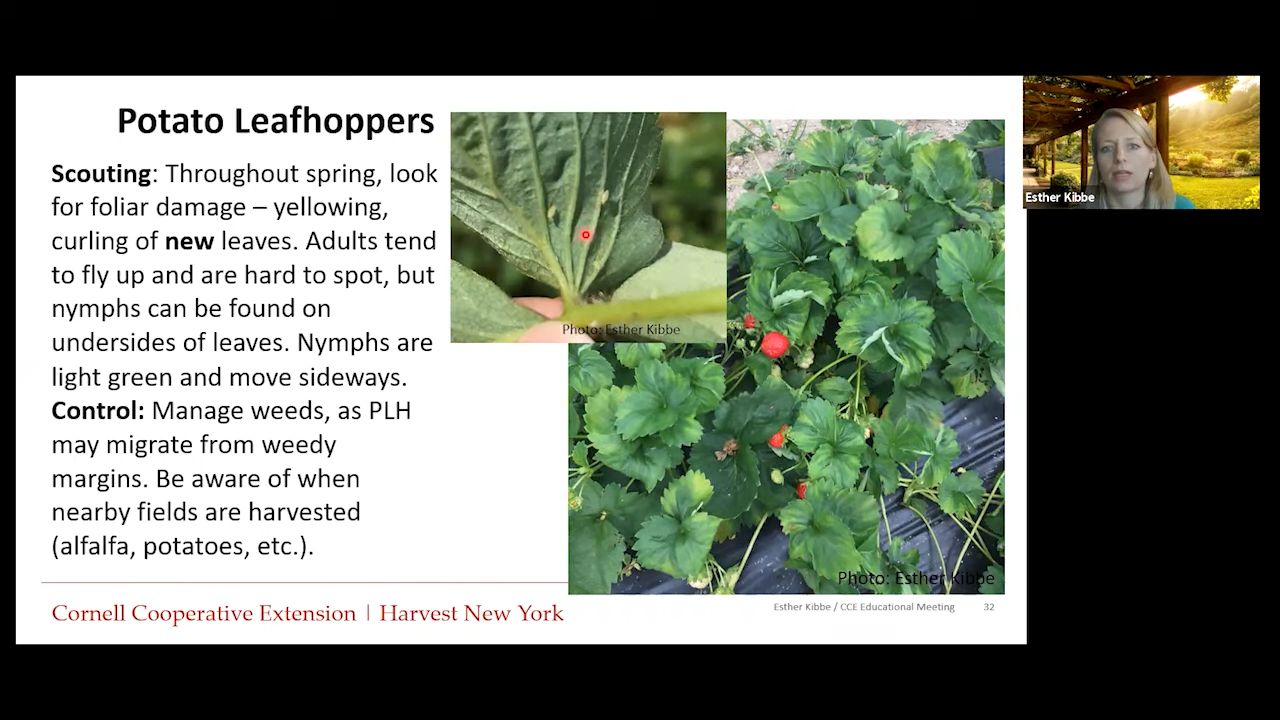 Potato Leafhoppers
Scouting: Throughout spring, look
for foliar damage – yellowing,
curling of new leaves. Adults tend
to fly up and are hard to spot, but
nymphs can be found on
undersides of leaves. Nymphs are
light green and move sideways.
Control: Manage weeds, as PLH
may migrate from weedy
margins. Be aware of when
nearby fields are harvested
(alfalfa, potatoes, etc.).
Photo: Esther Kibbe
Photo: Esther Kibbe
Cornell Cooperative Extension | Harvest New York
Esther Kibbe / CCE Educational Meeting 32
Esther Kibbe